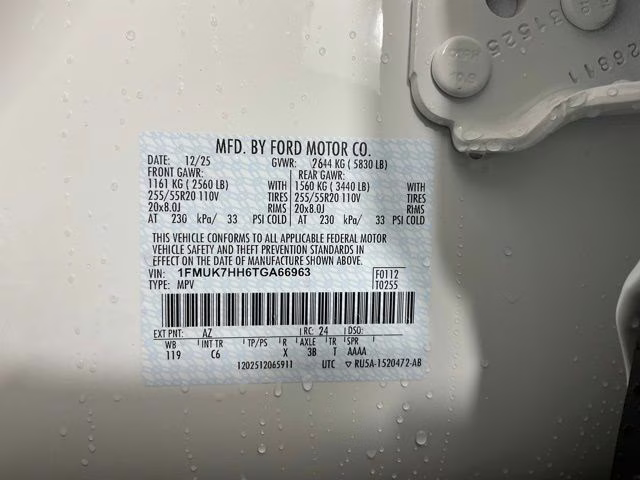 31525
26811
MFD. BY FORD MOTOR CO.
DATE: 12/25 GVWR: 2644 KG ( 5830 LB)
FRONT GAWR: REAR GAWR:
1161 KG ( 2560 LB) WITH 1560 KG ( 3440 LB) WITH
255/55R20 110V TIRES 255/55R20 110V TIRES
20x8.0J RIMS 20x8.0J RIMS
AT 230 kPa/ 33 PSI COLD AT 230 kPa/ 33 PSI COLD
THIS VEHICLE CONFORMS TO ALL APPLICABLE FEDERAL MOTOR
VEHICLE SAFETY AND THEFT PREVENTION STANDARDS IN
EFFECT ON THE DATE OF MANUFACTURE SHOWN ABOVE.
VIN: 1FMUK7HH6TGA66963 F0112
TYPE: MPV T0255
EXT PNT: AZ RC: 24 DSO:
WB INT TR TP/PS R AXLE TR SPR
119 C6 X 3B T AAAA
1202512065911 UTC ▽ RU5A-1520472-AB